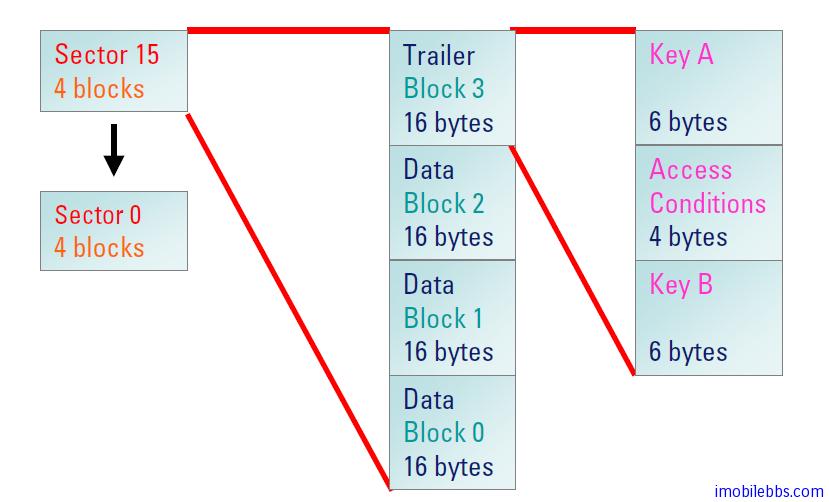 Sector 15
4 blocks
Sector 0
4 blocks
Trailer
Block 3
16 bytes
Data
Block 2
16 bytes
Data
Block 1
16 bytes
Data
Block 0
16 bytes
Key A
6 bytes
Access
Conditions
4 bytes
Key B
6 bytes
imobilebbs.com